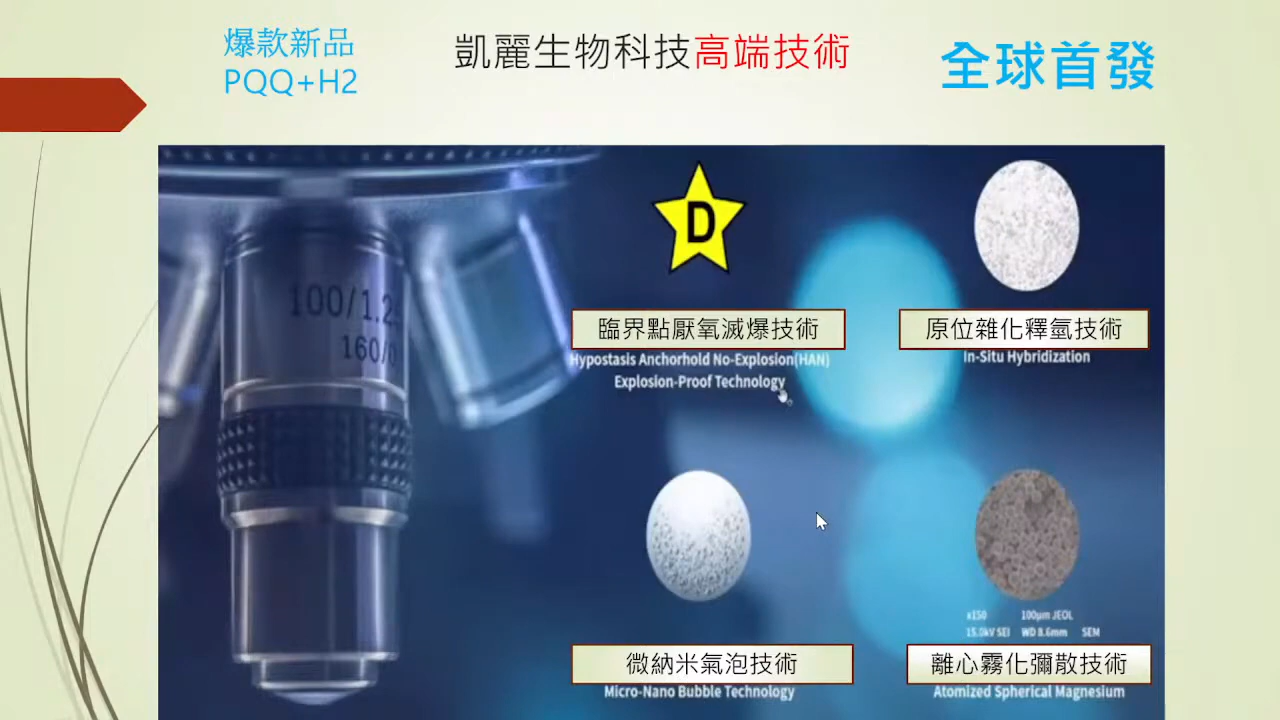 爆款新品
PQQ+H2
凱麗生物科技高端技術
全球首發
100/1.25
160/0
D
臨界點厭氧滅爆技術
Hypostasis Anchorhold No-Explosion(HAN)
Explosion-Proof Technology
原位雜化釋氫技術
In-Situ Hybridization
微納米氣泡技術
Micro-Nano Bubble Technology
x150 100μm JEOL
15.0kV SEI WD 8.6mm SEM
離心霧化彌散技術
Atomized Spherical Magnesium